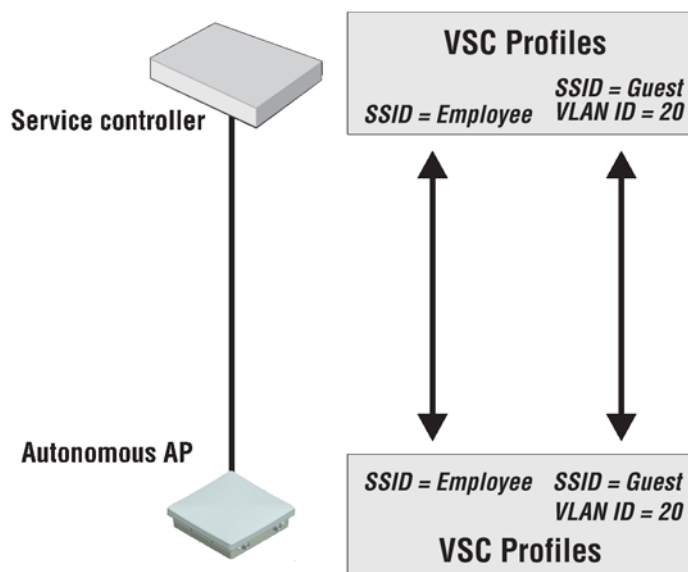 VSC Profiles
SSID = Employee
SSID = Guest
VLAN ID = 20
Service controller
Autonomous AP
SSID = Employee
SSID = Guest
VLAN ID = 20
VSC Profiles